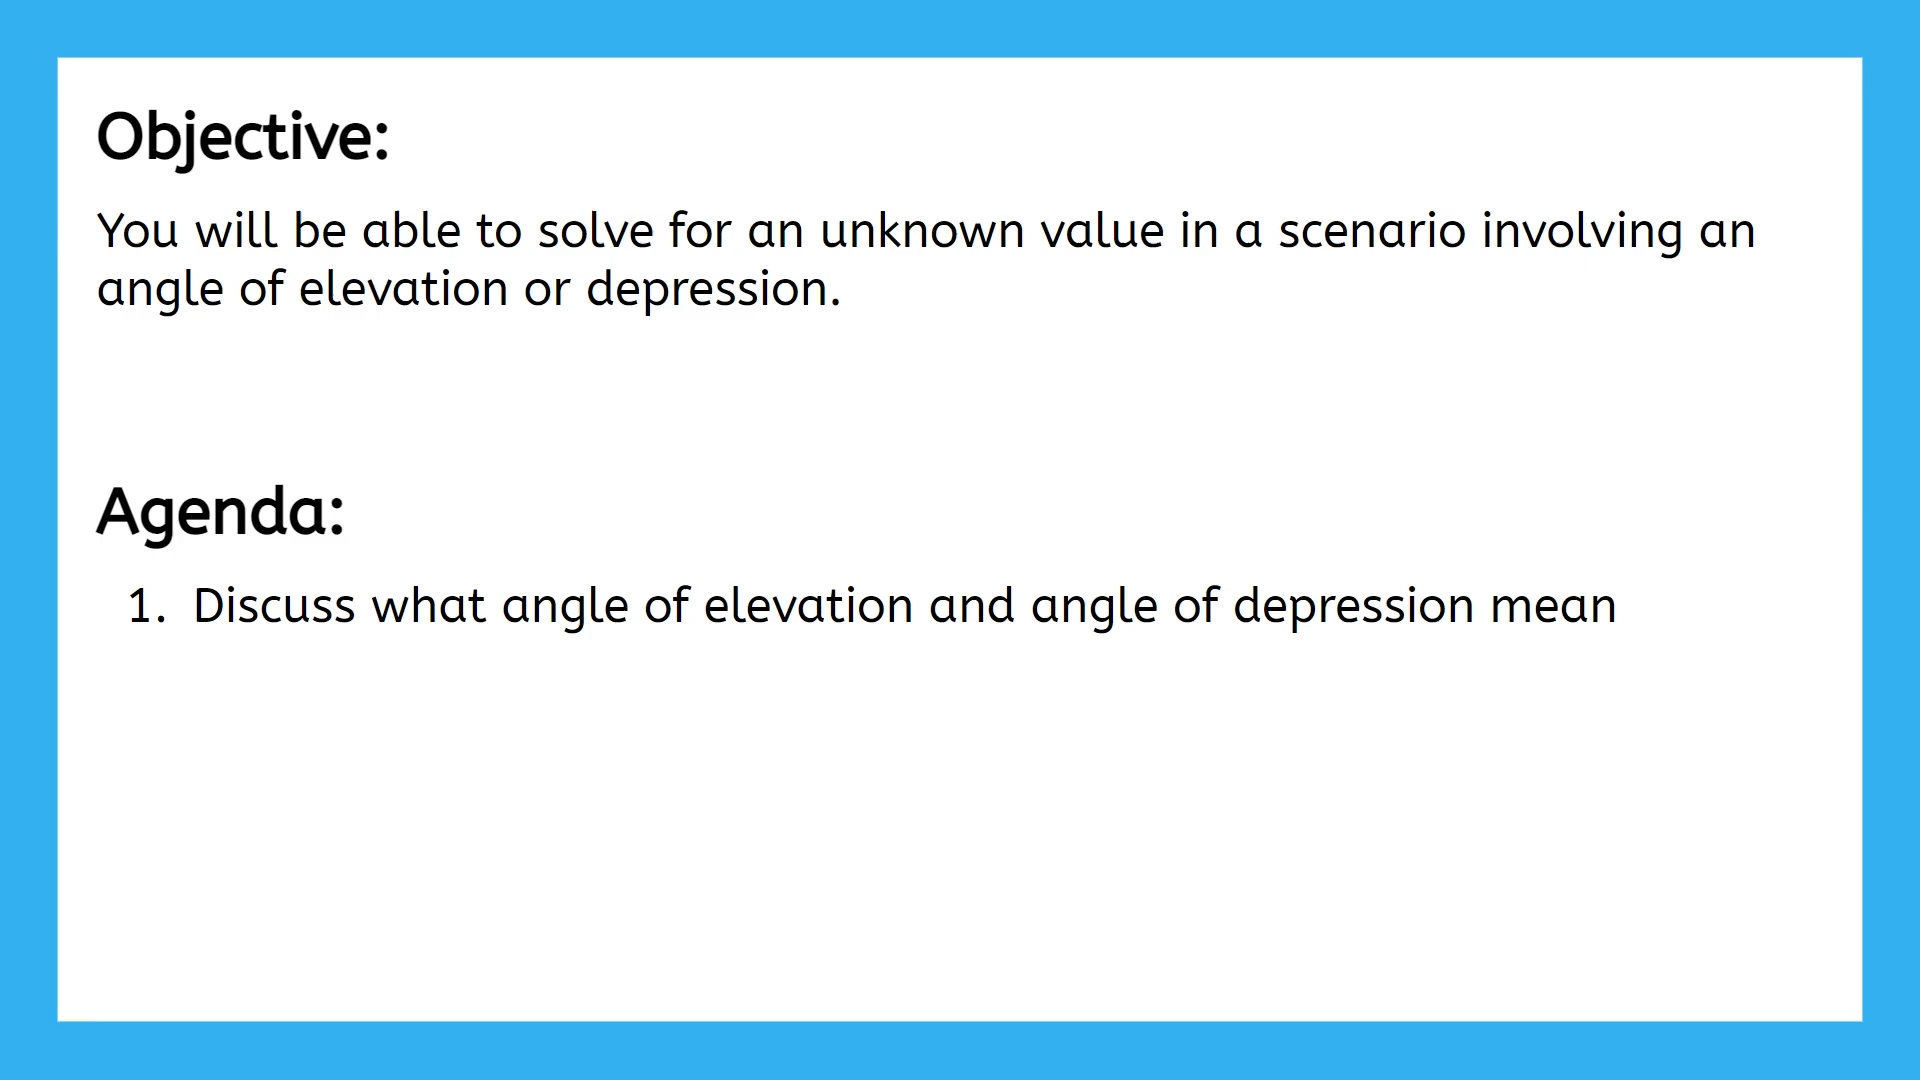 Objective:
You will be able to solve for an unknown value in a scenario involving an
angle of elevation or depression.
Agenda:
1. Discuss what angle of elevation and angle of depression mean